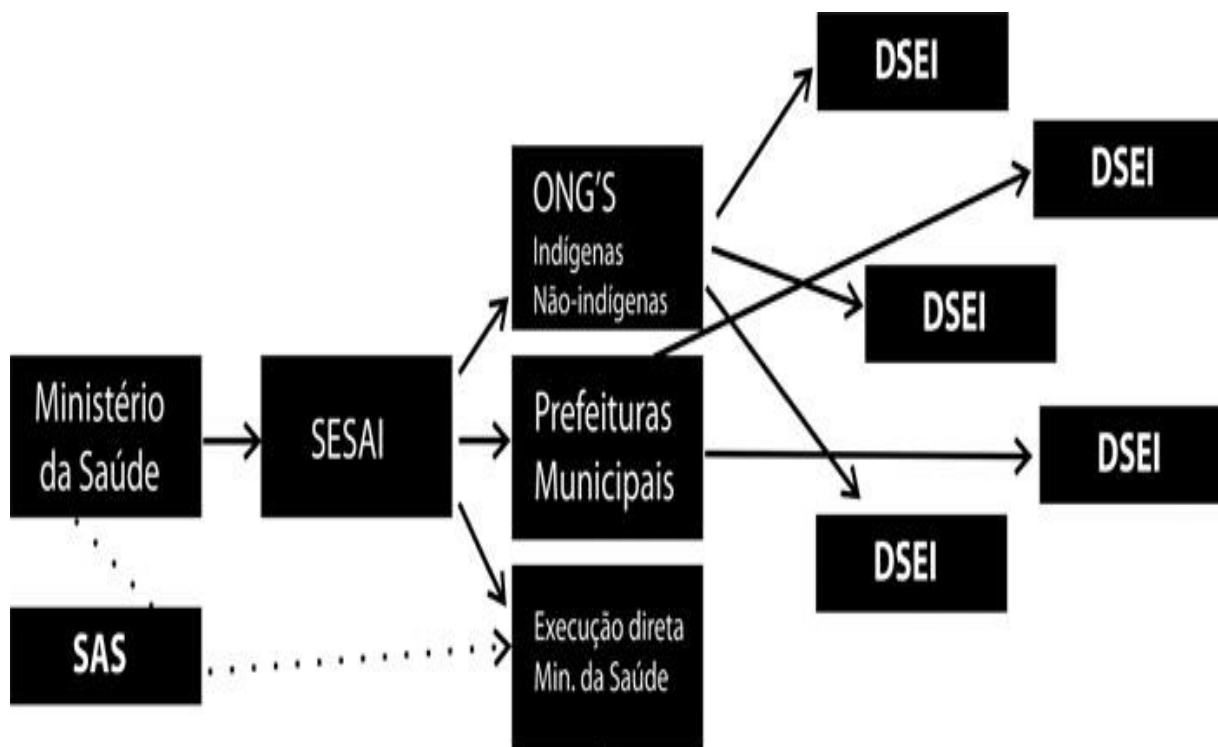 Ministério
da Saúde
SAS
SESAI
ONG'S
Indígenas
Não-indígenas
Prefeituras
Municipais
Execução direta
Min. da Saúde
DSEI
DSEI
DSEI
DSEI
DSEI